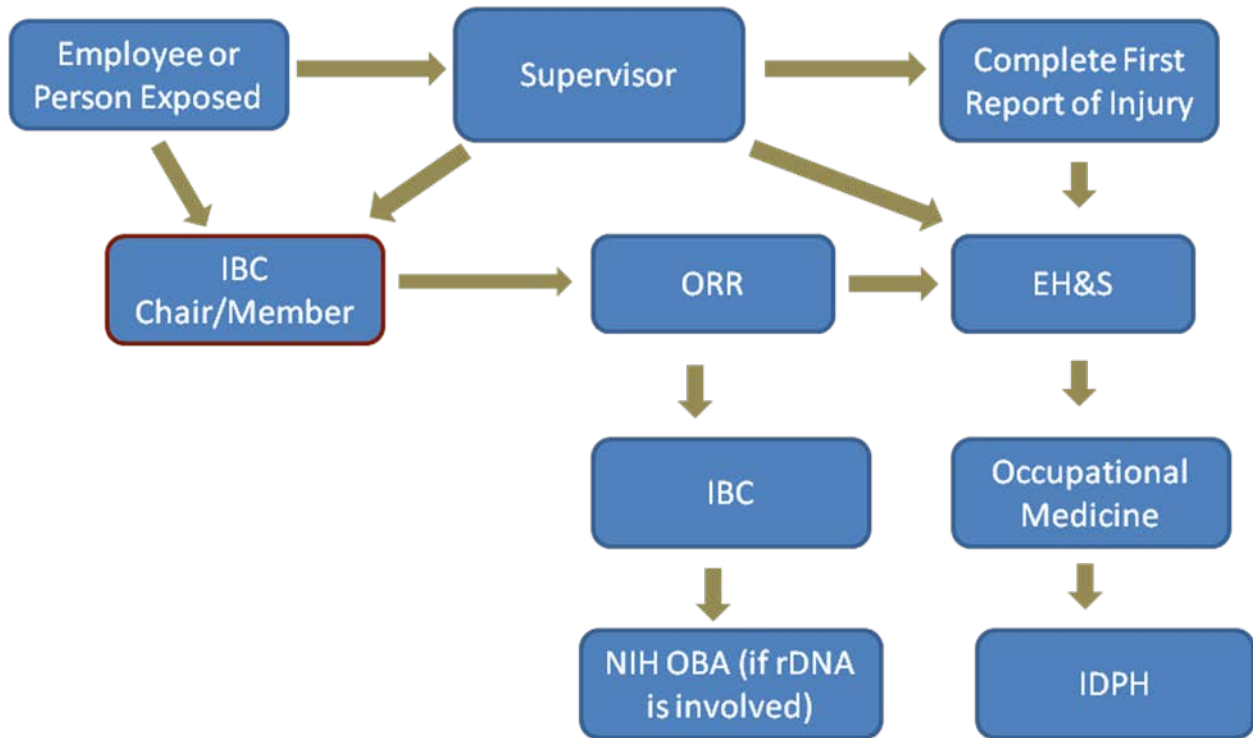 Employee or
Person Exposed
Supervisor
Complete First
Report of Injury
IBC
Chair/Member
ORR
EH&S
IBC
Occupational
Medicine
NIH OBA (if rDNA
is involved)
IDPH